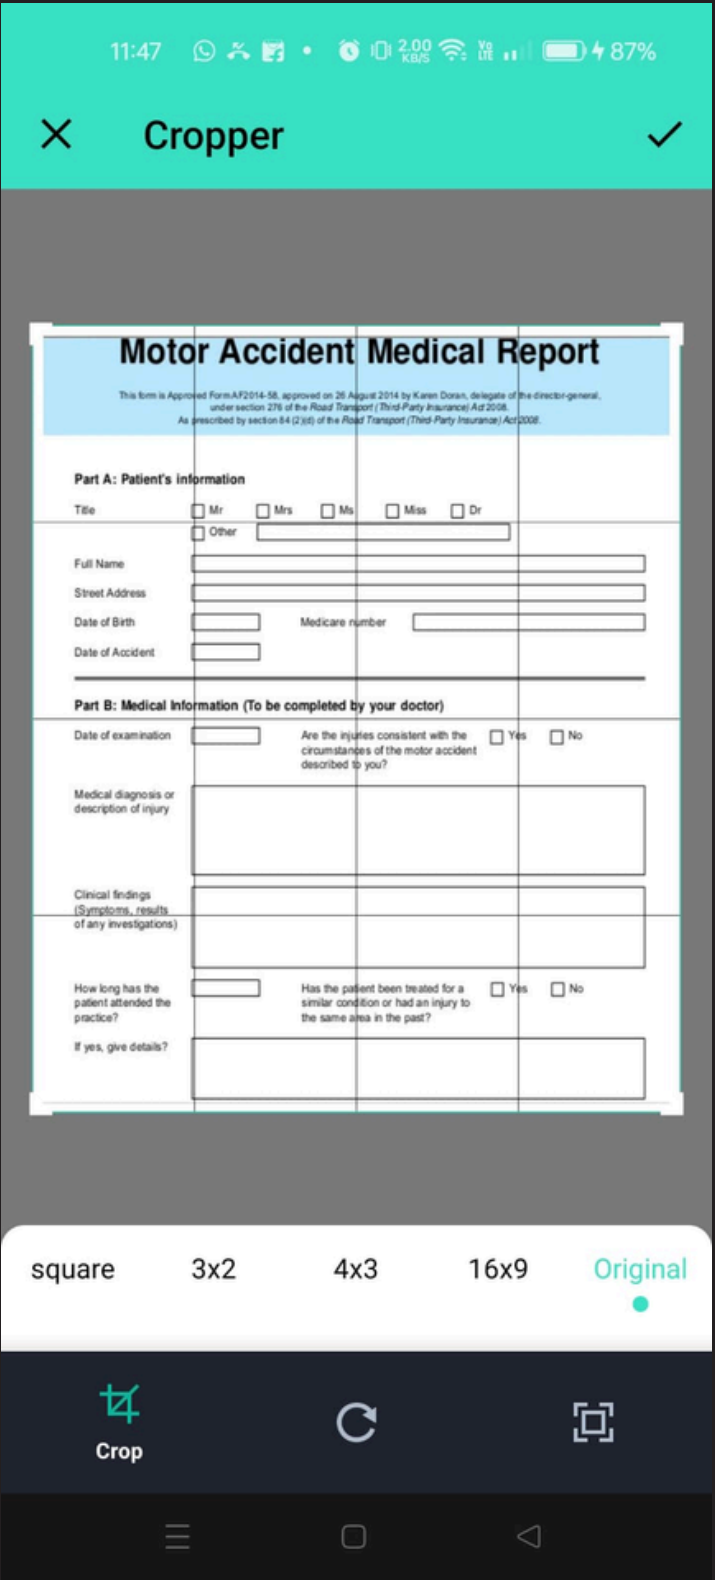 11:47 2.00 KB/S Vo LTE 87%
Cropper
Motor Accident Medical Report
This form is Approved Form AF2014-58, approved on 26 August 2014 by Karen Doran, delegate of the director-general,
under section 276 of the Road Transport (Third-Party Insurance) Act 2008.
As prescribed by section 84 (2)(d) of the Road Transport (Third-Party Insurance) Act 2008.
Part A: Patient's information
Title Mr Mrs Ms Miss Dr
Other
Full Name
Street Address
Date of Birth Medicare number
Date of Accident
Part B: Medical Information (To be completed by your doctor)
Date of examination
Are the injuries consistent with the Yes No
circumstances of the motor accident
described to you?
Medical diagnosis or
description of injury
Clinical findings
(Symptoms, results
of any investigations)
How long has the
patient attended the
practice?
Has the patient been treated for a Yes No
similar condition or had an injury to
the same area in the past?
If yes, give details?
square 3x2 4x3 16x9 Original
Crop